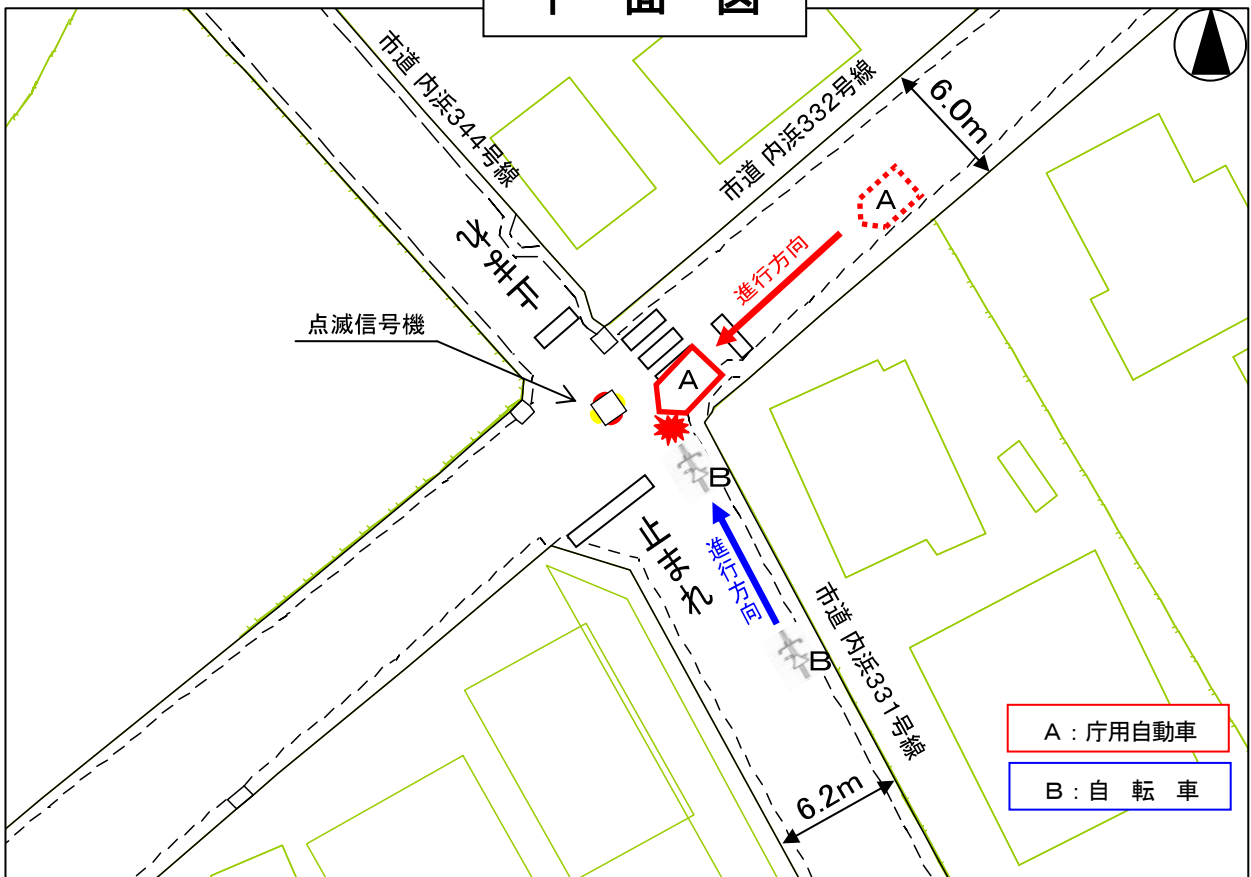 平 面 図
市道 内浜344号線
市道 内浜332号線
6.0m
A
進行方向
止まれ
点滅信号機
A
B
止まれ
進行方向
B
市道 内浜331号線
6.2m
A：庁用自動車
B：自 転 車